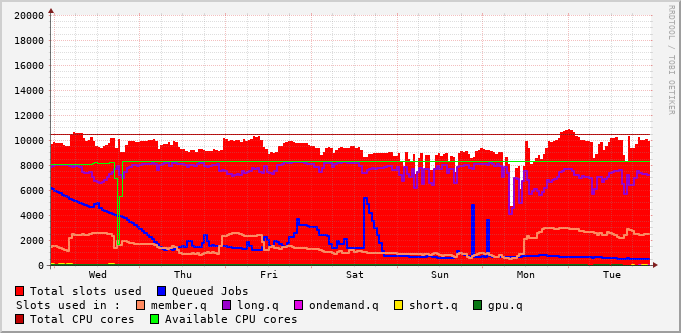 RRDTOOL / TOBI OETIKER
20000
18000
16000
14000
12000
10000
8000
6000
4000
2000
0
Wed Thu Fri Sat Sun Mon Tue
Total slots used Queued Jobs
Slots used in : member.q long.q ondemand.q short.q gpu.q
Total CPU cores Available CPU cores